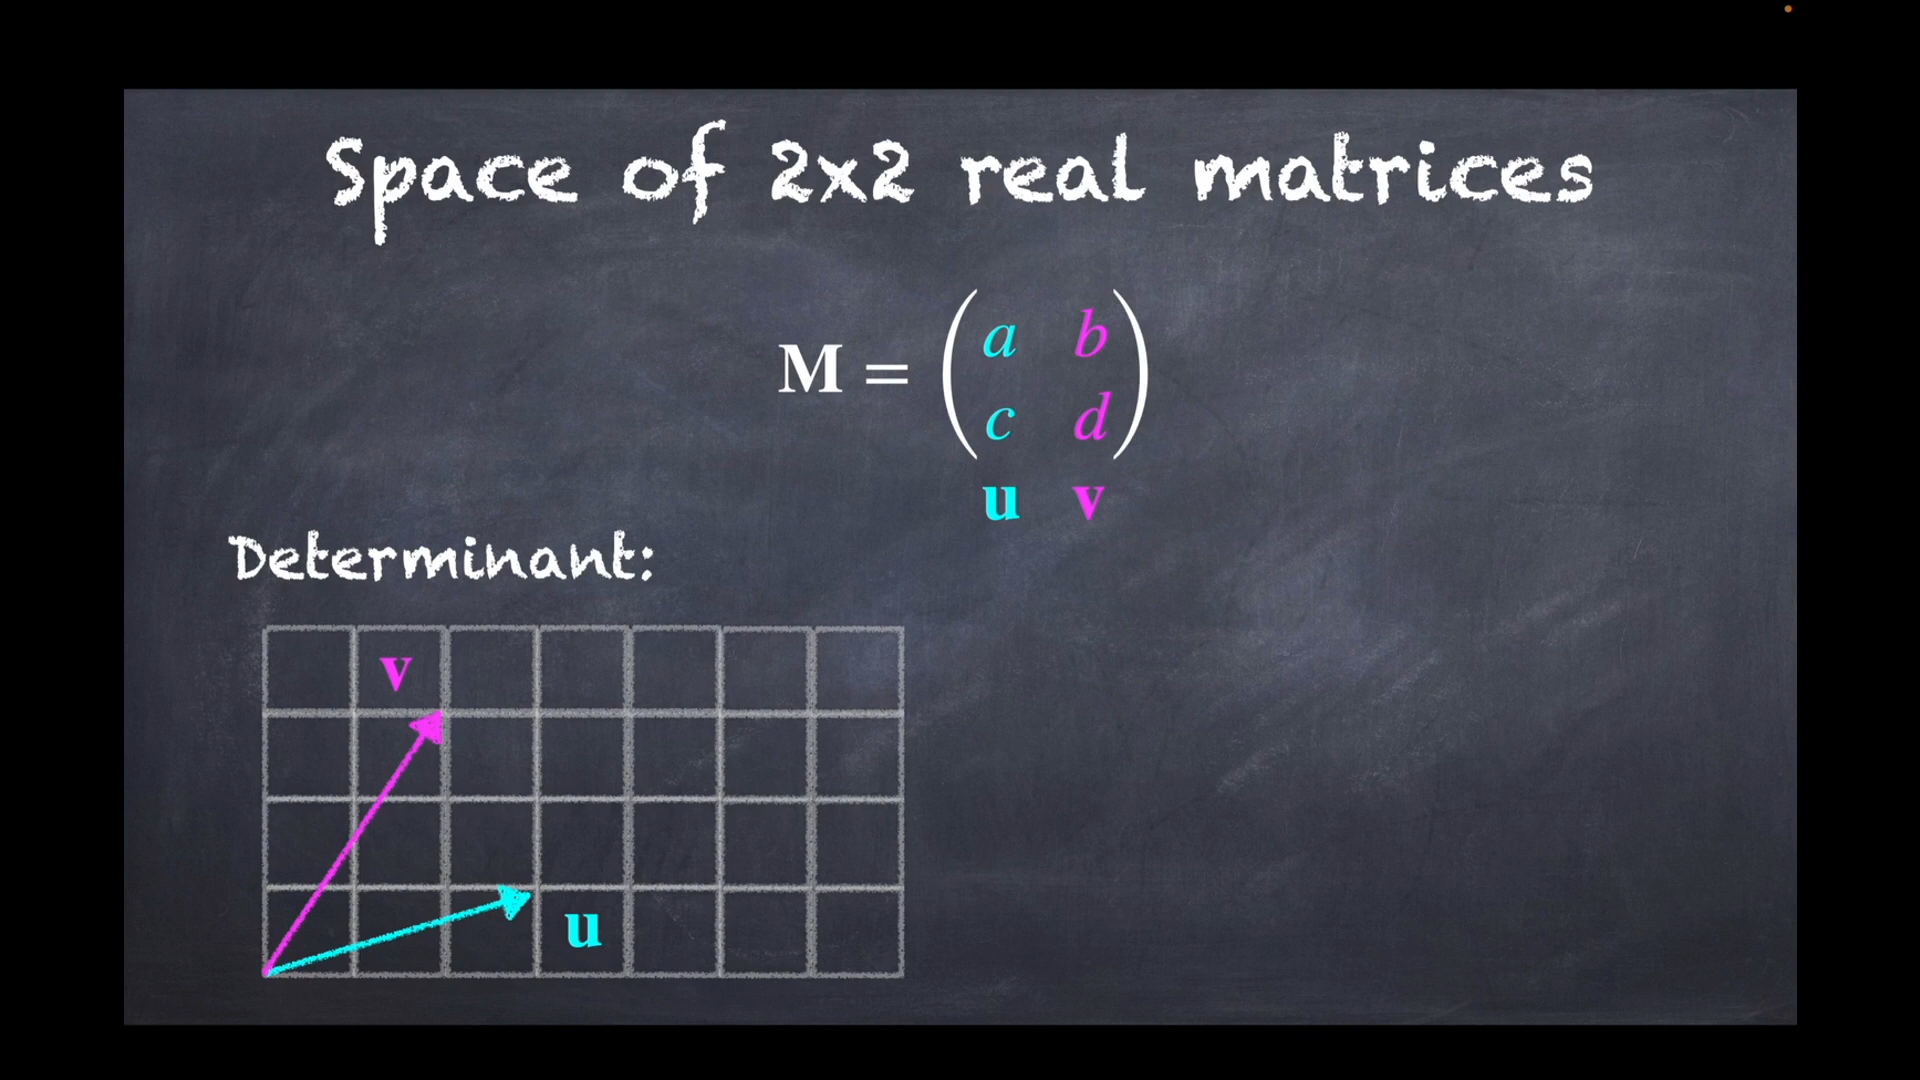 Space of 2x2 real matrices
M = ( a b
c d )
u v
Determinant:
v
u